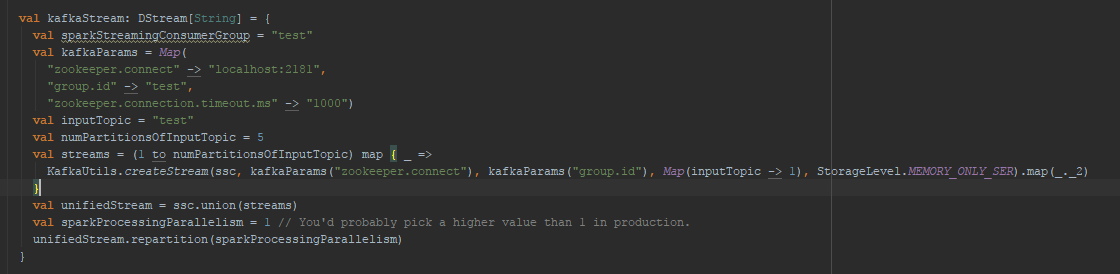 val kafkaStream: DStream[String] = {
val sparkStreamingConsumerGroup = "test"
val kafkaParams = Map(
"zookeeper.connect" -> "localhost:2181",
"group.id" -> "test",
"zookeeper.connection.timeout.ms" -> "1000")
val inputTopic = "test"
val numPartitionsOfInputTopic = 5
val streams = (1 to numPartitionsOfInputTopic) map { _ =>
KafkaUtils.createStream(ssc, kafkaParams("zookeeper.connect"), kafkaParams("group.id"), Map(inputTopic -> 1), StorageLevel.MEMORY_ONLY_SER).map(_._2)
}
val unifiedStream = ssc.union(streams)
val sparkProcessingParallelism = 1 // You'd probably pick a higher value than 1 in production.
unifiedStream.repartition(sparkProcessingParallelism)
}